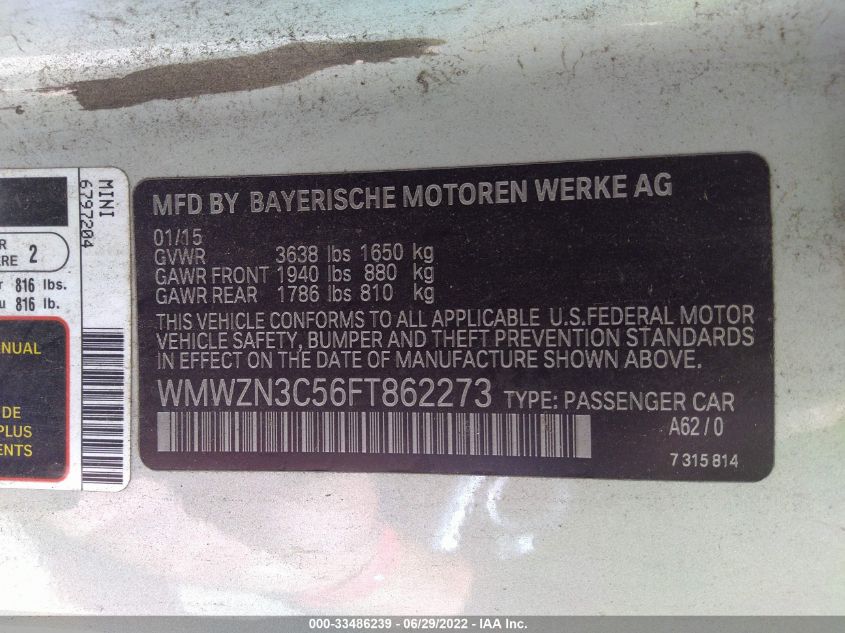 MINI
6797204
R
ERE 2
r 816 lbs.
u 816 lb.
ANUAL
DE
PLUS
ENTS
MFD BY BAYERISCHE MOTOREN WERKE AG
01/15
GVWR 3638 lbs 1650 kg
GAWR FRONT 1940 lbs 880 kg
GAWR REAR 1786 lbs 810 kg
THIS VEHICLE CONFORMS TO ALL APPLICABLE U.S.FEDERAL MOTOR
VEHICLE SAFETY, BUMPER AND THEFT PREVENTION STANDARDS
IN EFFECT ON THE DATE OF MANUFACTURE SHOWN ABOVE.
WMWZN3C56FT862273 TYPE: PASSENGER CAR
A62/0
7 315 814
000-33486239 - 06/29/2022 - IAA Inc.